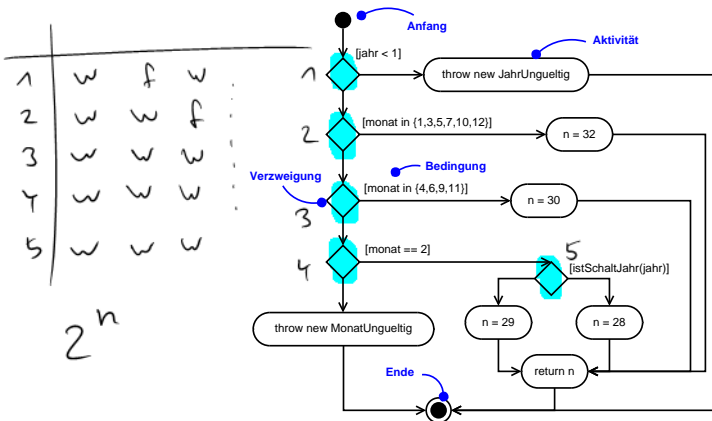 Anfang
Aktivität
[jahr < 1]
1
throw new JahrUngueltig
1 w f w
2 w w f
3 w w w
4 w w w
5 w w w
2ⁿ
2
[monat in {1,3,5,7,10,12}]
n = 32
Bedingung
Verzweigung
[monat in {4,6,9,11}]
n = 30
3
4
[monat == 2]
5
[istSchaltJahr(jahr)]
n = 29
n = 28
throw new MonatUngueltig
Ende
return n